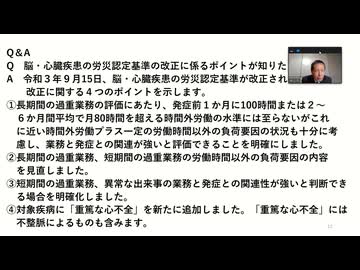 Q＆A
Q　脳・心臓疾患の労災認定基準の改正に係るポイントが知りた
A　令和３年９月15日、脳・心臓疾患の労災認定基準が改正され
改正に関する４つのポイントを示します。
①長期間の過重業務の評価にあたり、発症前１か月に100時間または２～
６か月間平均で月80時間を超える時間外労働の水準には至らないがこれ
に近い時間外労働プラス一定の労働時間以外の負荷要因の状況も十分に考
慮し、業務と発症との関連が強いと評価できることを明確にしました。
②長期間の過重業務、短期間の過重業務の労働時間以外の負荷要因の内容
を見直しました。
③短期間の過重業務、異常な出来事の業務と発症との関連性が強いと判断でき
る場合を明確化しました。
④対象疾病に「重篤な心不全」を新たに追加しました。「重篤な心不全」には
不整脈によるものも含みます。